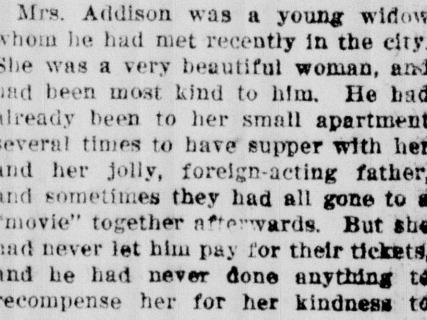 Mrs. Addison was a young widow
whom he had met recently in the city.
She was a very beautiful woman, and
had been most kind to him. He had
already been to her small apartment
several times to have supper with her
and her jolly, foreign-acting father,
and sometimes they had all gone to a
"movie" together afterwards. But she
had never let him pay for their tickets,
and he had never done anything to
recompense her for her kindness to